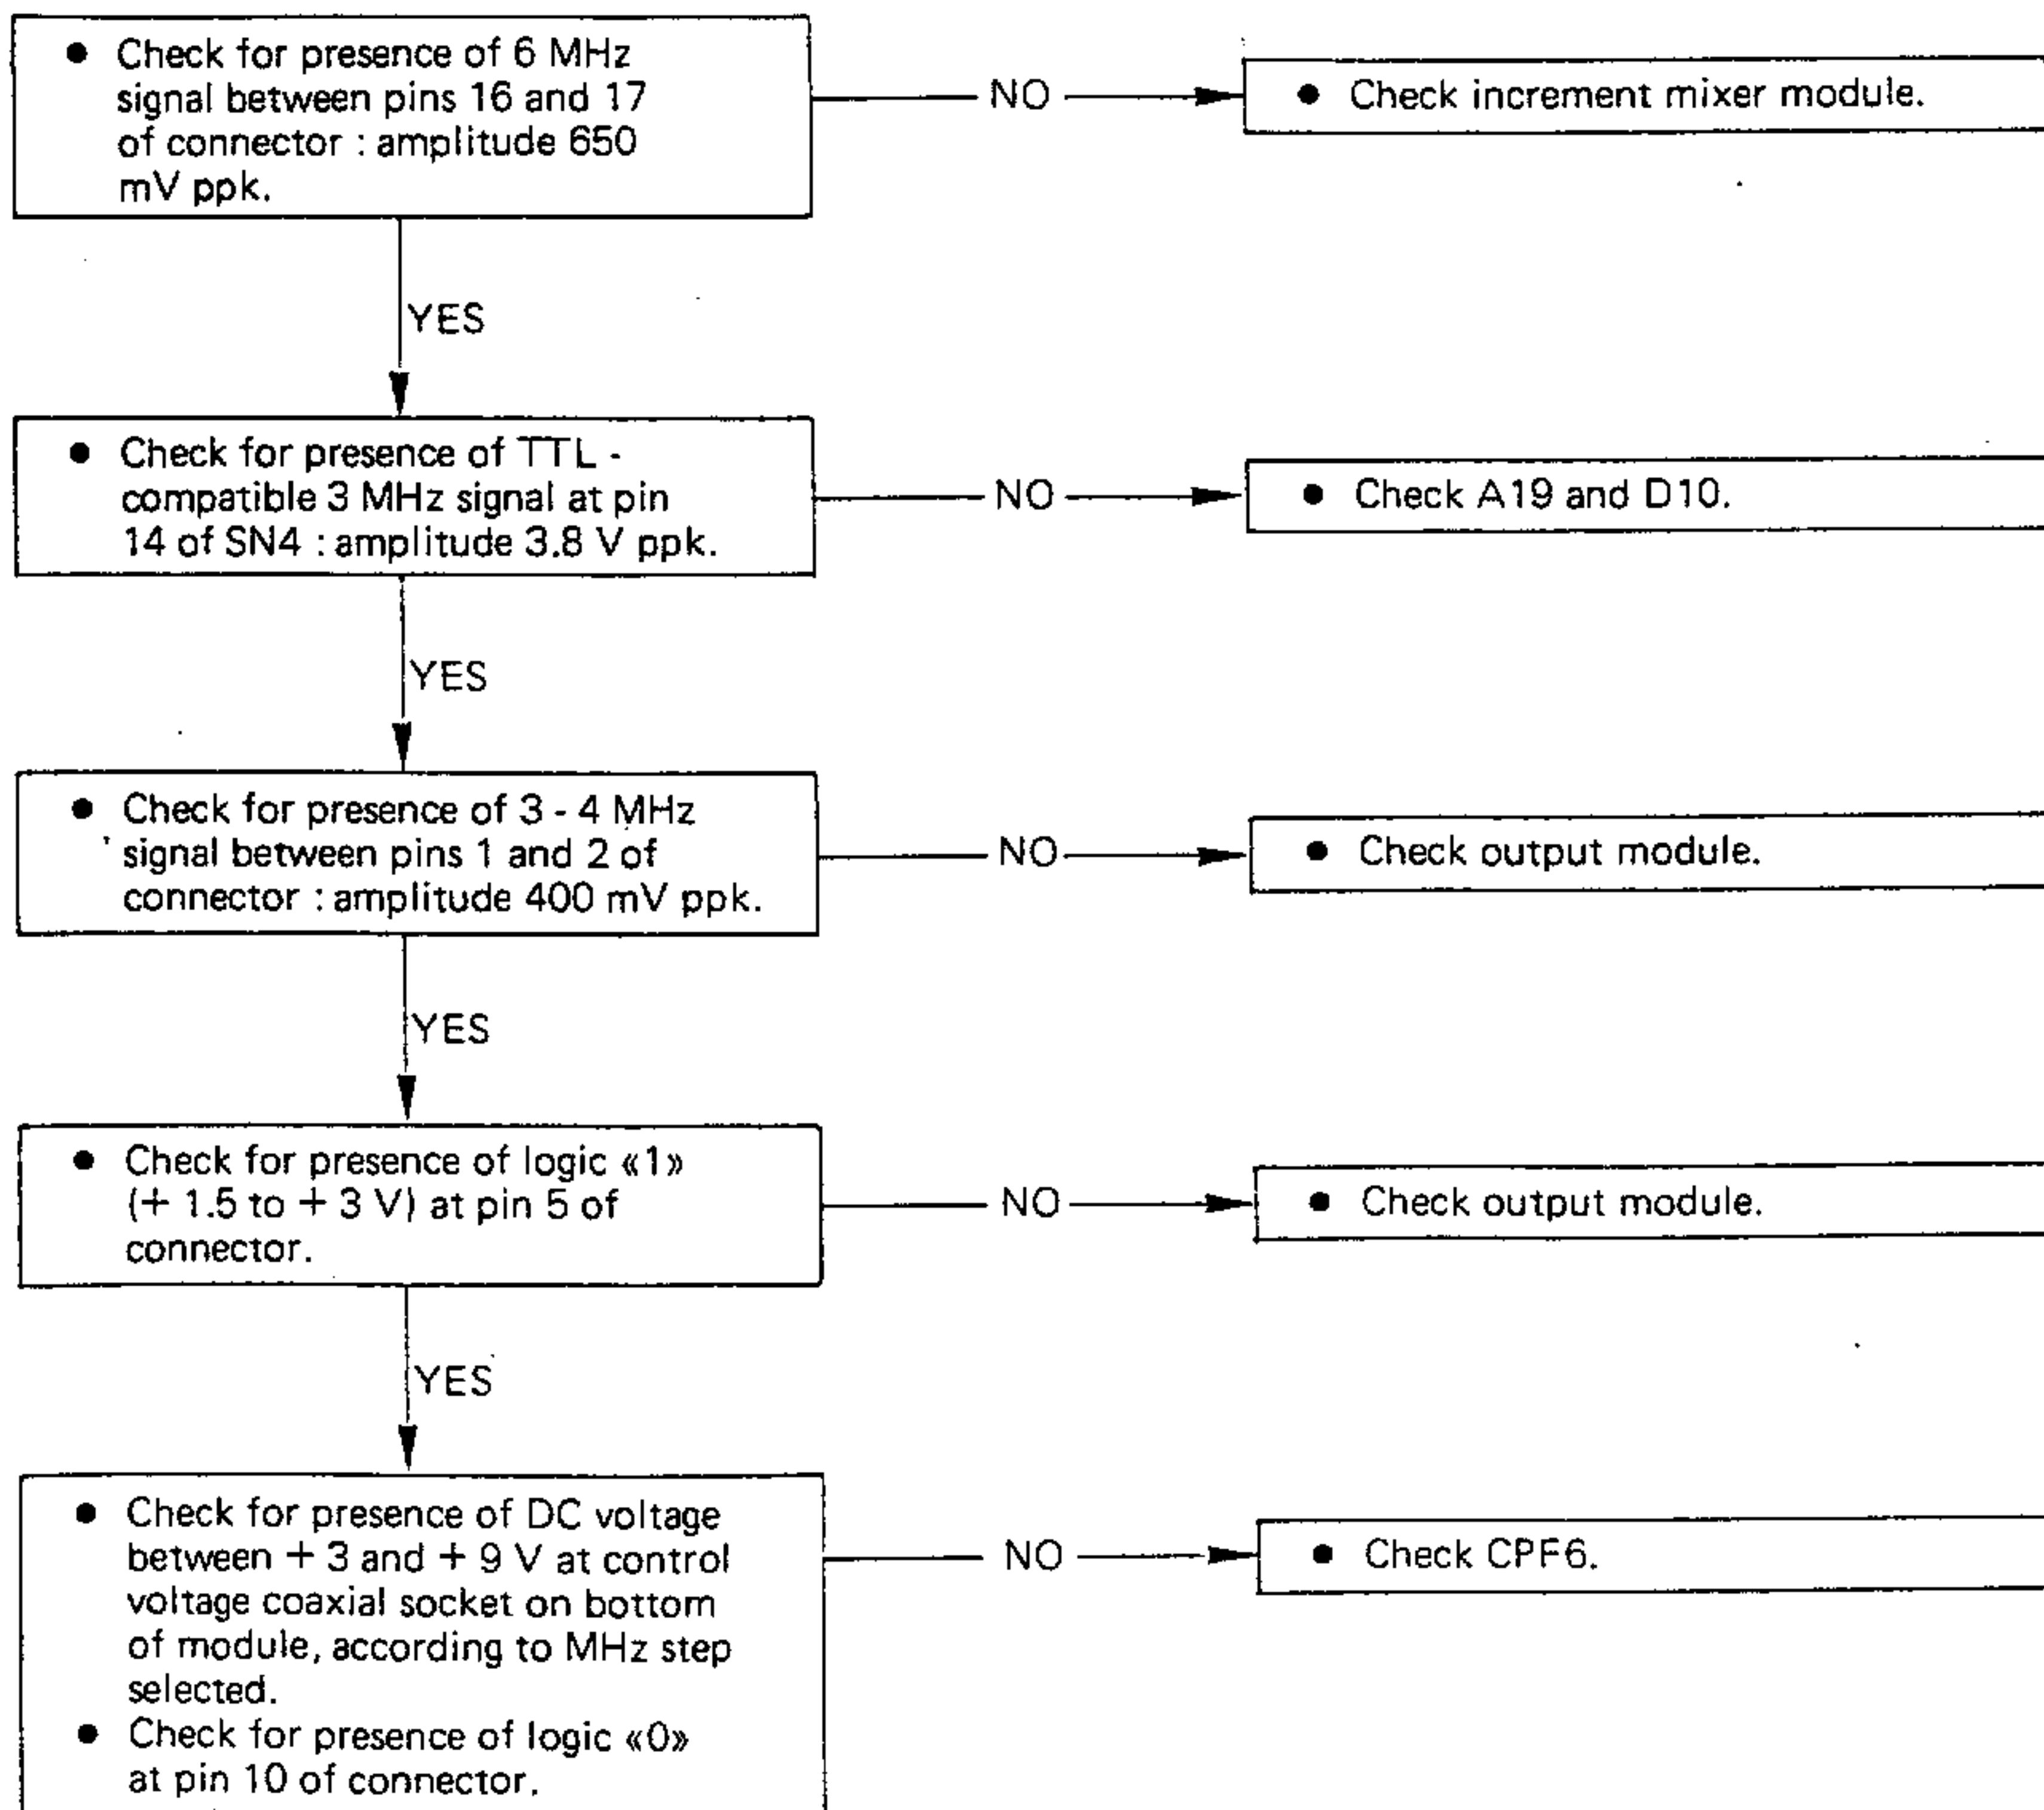 ● Check for presence of 6 MHz
signal between pins 16 and 17
of connector : amplitude 650
mV ppk.
NO
● Check increment mixer module.
YES
● Check for presence of TTL -
compatible 3 MHz signal at pin
14 of SN4 : amplitude 3.8 V ppk.
NO
● Check A19 and D10.
YES
● Check for presence of 3 - 4 MHz
signal between pins 1 and 2 of
connector : amplitude 400 mV ppk.
NO
● Check output module.
YES
● Check for presence of logic «1»
(+ 1.5 to + 3 V) at pin 5 of
connector.
NO
● Check output module.
YES
● Check for presence of DC voltage
between + 3 and + 9 V at control
voltage coaxial socket on bottom
of module, according to MHz step
selected.
● Check for presence of logic «0»
at pin 10 of connector.
NO
● Check CPF6.